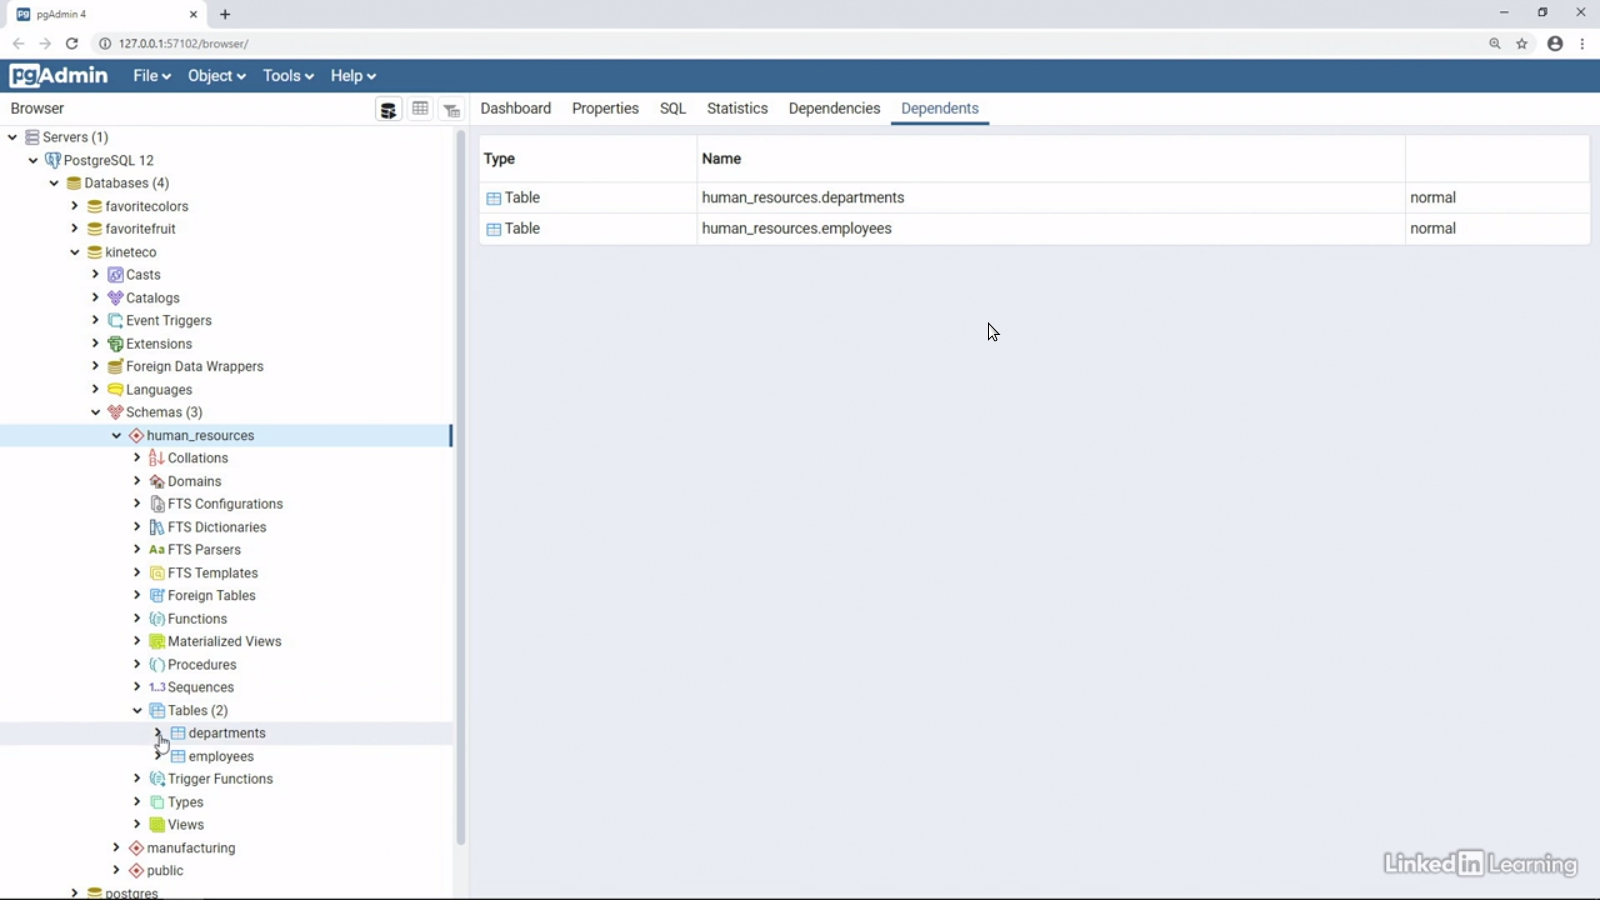 pgAdmin 4
127.0.0.1:57102/browser/
pgAdmin File Object Tools Help
Browser
Dashboard Properties SQL Statistics Dependencies Dependents
Servers (1)
PostgreSQL 12
Databases (4)
favoritecolors
favoritefruit
kineteco
Casts
Catalogs
Event Triggers
Extensions
Foreign Data Wrappers
Languages
Schemas (3)
human_resources
Collations
Domains
FTS Configurations
FTS Dictionaries
Aa FTS Parsers
FTS Templates
Foreign Tables
Functions
Materialized Views
Procedures
1..3 Sequences
Tables (2)
departments
employees
Trigger Functions
Types
Views
manufacturing
public
postgres
Type Name
Table human_resources.departments normal
Table human_resources.employees normal
LinkedIn Learning